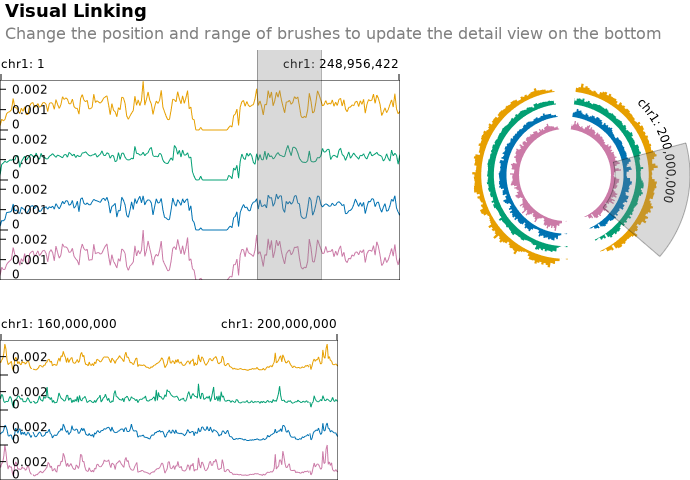 Visual Linking
Change the position and range of brushes to update the detail view on the bottom
chr1: 1
chr1: 248,956,422
0.002
0.001
0
0.002
0.001
0
0.002
0.001
0
0.002
0.001
0
chr1: 200,000,000
chr1: 160,000,000
chr1: 200,000,000
0.002
0
0.002
0
0.002
0
0.002
0